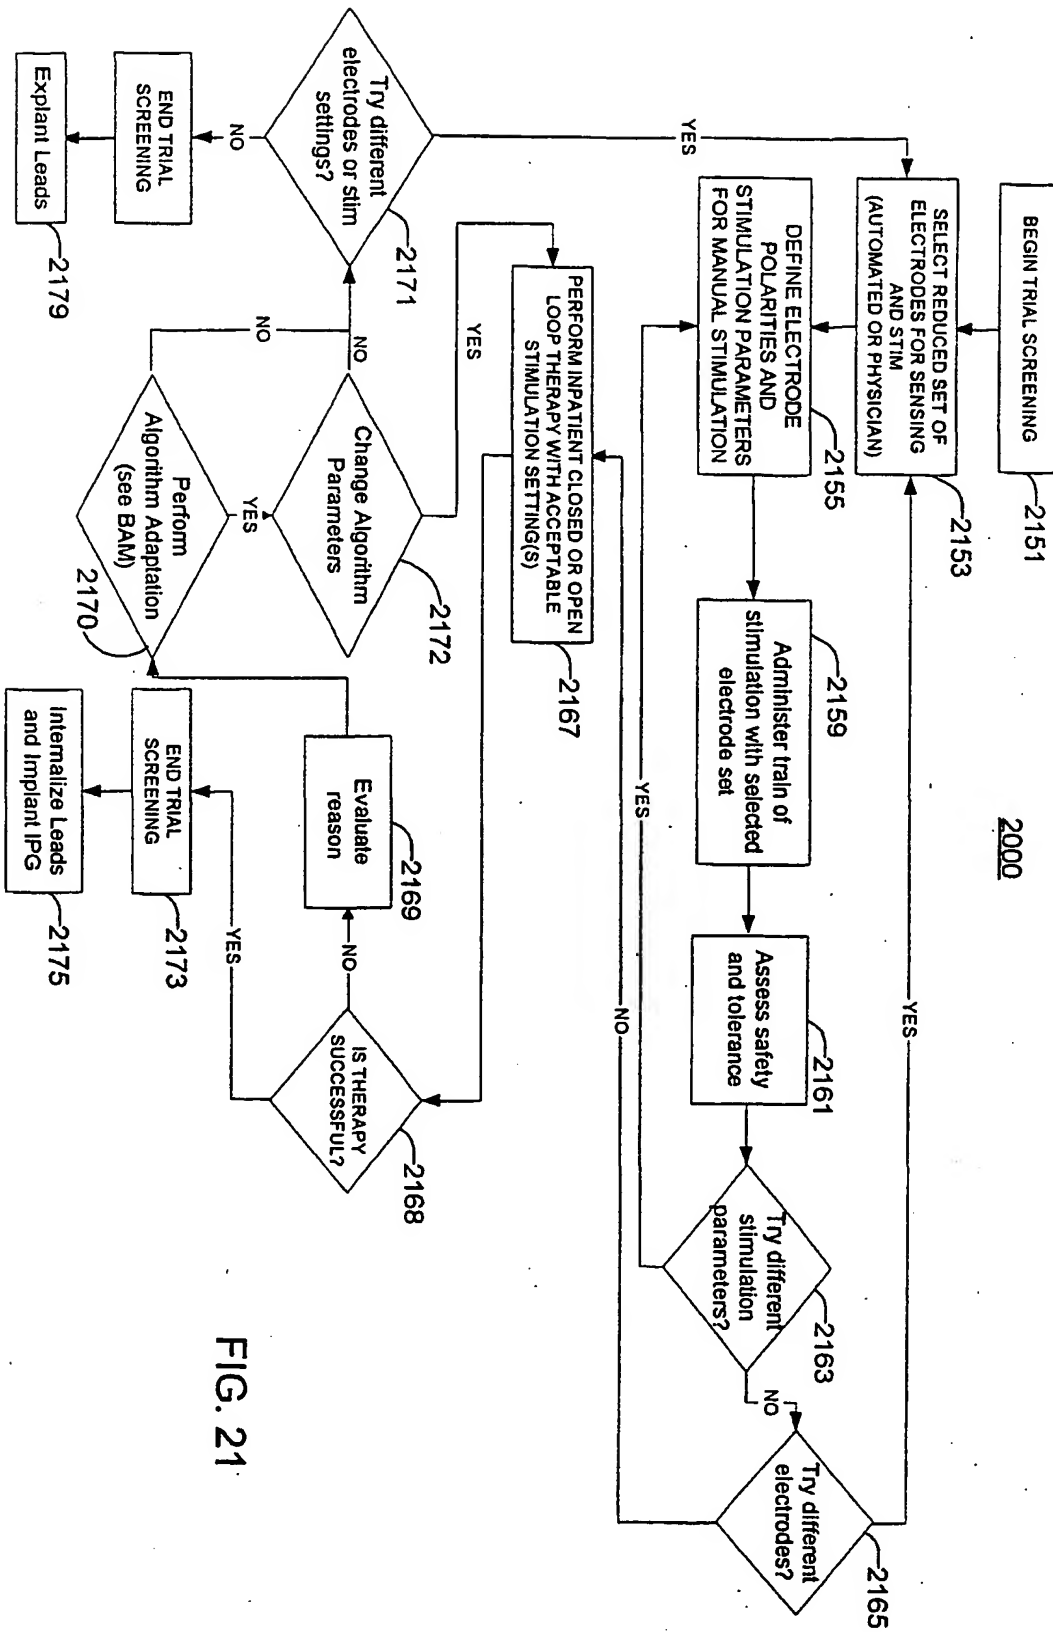 2000
BEGIN TRIAL SCREENING
2151
SELECT REDUCED SET OF
ELECTRODES FOR SENSING
AND STIM
(AUTOMATED OR PHYSICIAN)
2153
YES
DEFINE ELECTRODE
POLARITIES AND
STIMULATION PARAMETERS
FOR MANUAL STIMULATION
2155
Administer train of
stimulation with selected
electrode set
2159
Assess safety
and tolerance
2161
Try different
stimulation
parameters?
2163
YES
NO
Try different
electrodes?
2165
YES
NO
PERFORM INPATIENT CLOSED OR OPEN
LOOP THERAPY WITH ACCEPTABLE
STIMULATION SETTING(S)
2167
YES
IS THERAPY
SUCCESSFUL?
2168
NO
Evaluate
reason
2169
YES
END TRIAL
SCREENING
2173
Internalize Leads
and Implant IPG
2175
Change Algorithm
Parameters
2172
NO
YES
Perform
Algorithm Adaptation
(see BAM)
2170
NO
Try different
electrodes or stim
settings?
2171
NO
END TRIAL
SCREENING
Explant Leads
2179
FIG. 21